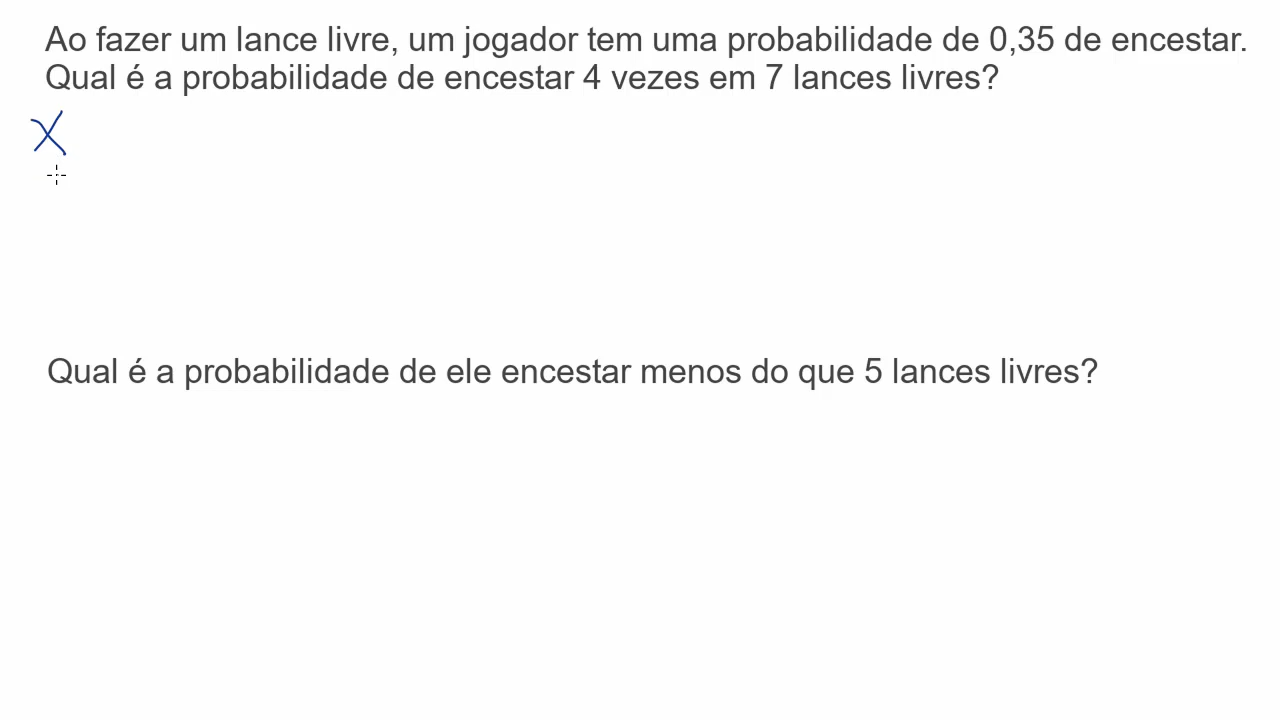 Ao fazer um lance livre, um jogador tem uma probabilidade de 0,35 de encestar.
Qual é a probabilidade de encestar 4 vezes em 7 lances livres?
X
Qual é a probabilidade de ele encestar menos do que 5 lances livres?